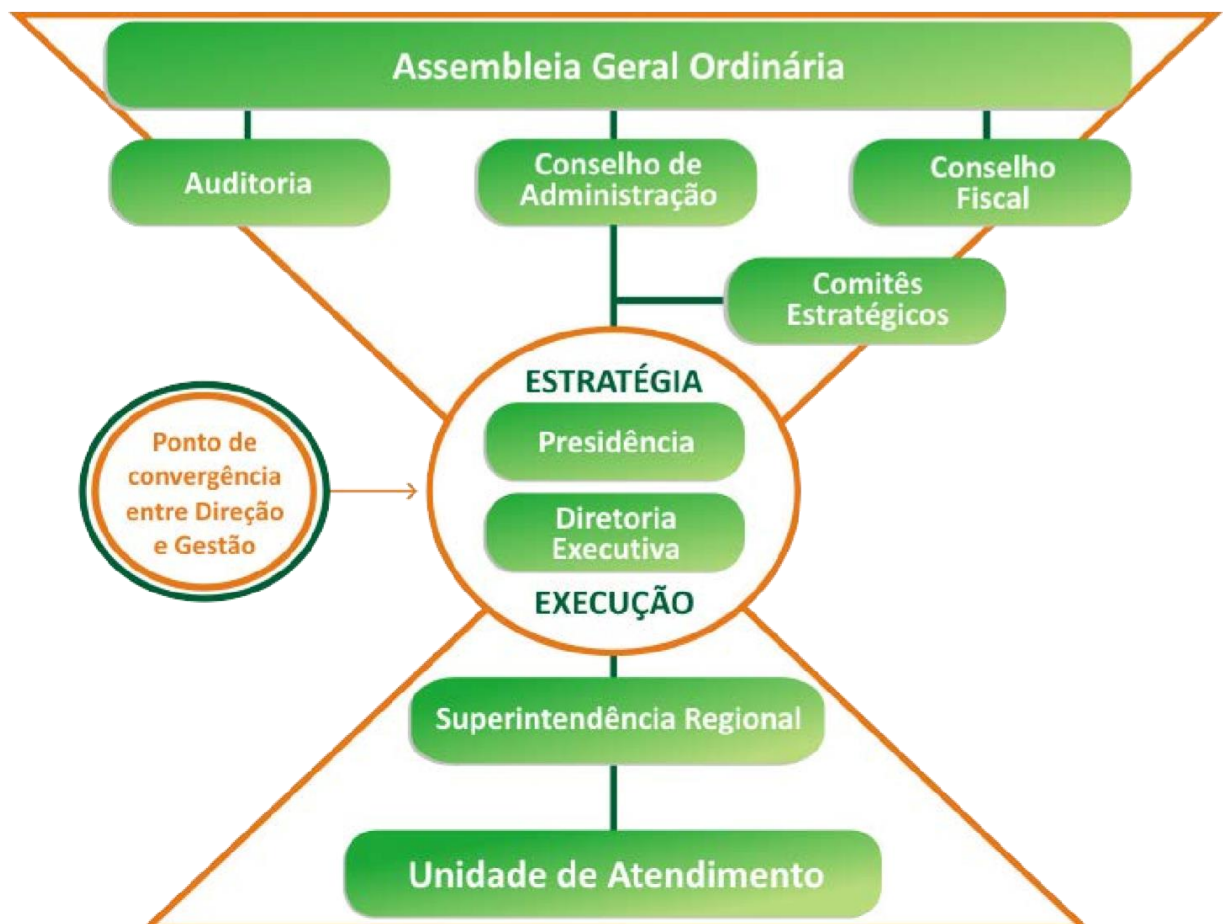 Assembleia Geral Ordinária
Auditoria
Conselho de
Administração
Conselho
Fiscal
Comitês
Estratégicos
ESTRATÉGIA
Presidência
Diretoria
Executiva
EXECUÇÃO
Ponto de
convergência
entre Direção
e Gestão
Superintendência Regional
Unidade de Atendimento